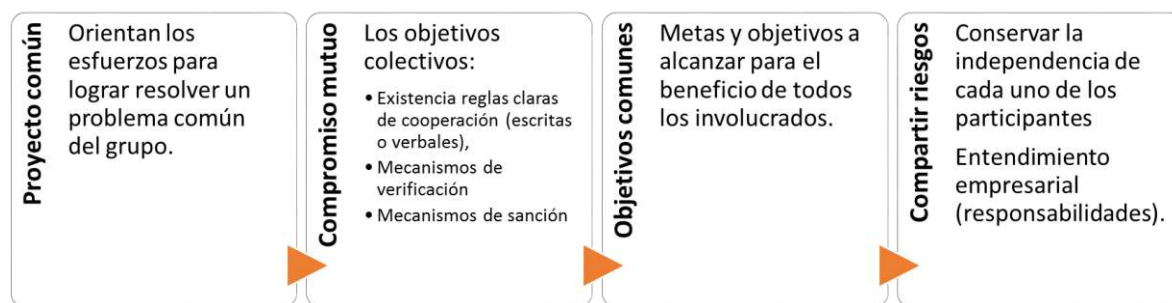 Proyecto común
Orientan los
esfuerzos para
lograr resolver un
problema común
del grupo.
Compromiso mutuo
Los objetivos
colectivos:
• Existencia reglas claras
de cooperación (escritas
o verbales),
• Mecanismos de
verificación
• Mecanismos de sanción
Objetivos comunes
Metas y objetivos a
alcanzar para el
beneficio de todos
los involucrados.
Compartir riesgos
Conservar la
independencia de
cada uno de los
participantes
Entendimiento
empresarial
(responsabilidades).